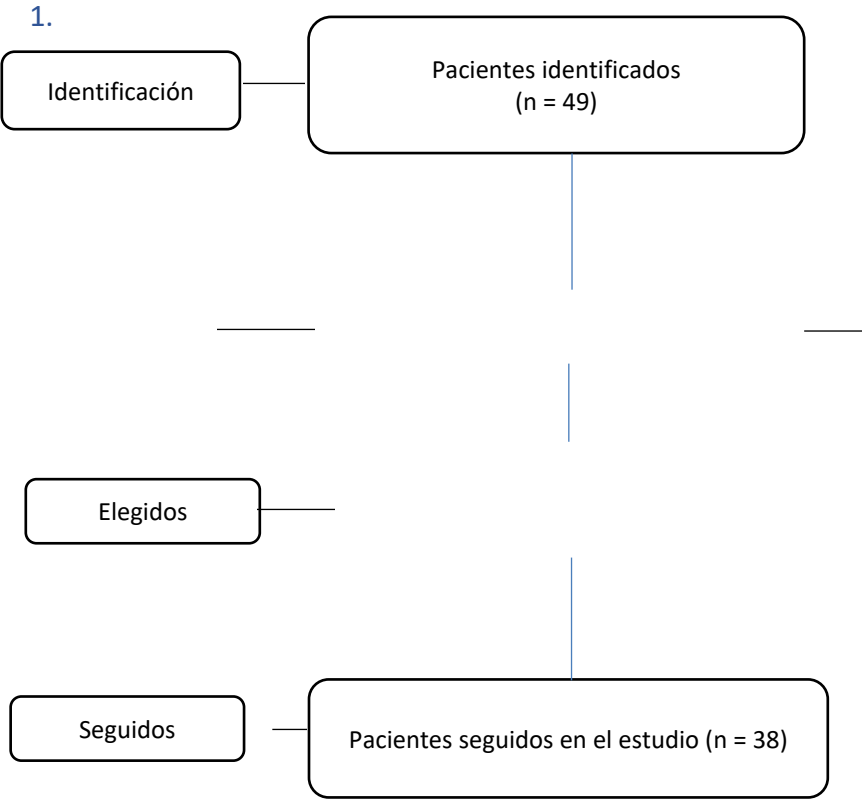 1.
Identificación
Pacientes identificados
(n = 49)
Elegidos
Seguidos
Pacientes seguidos en el estudio (n = 38)